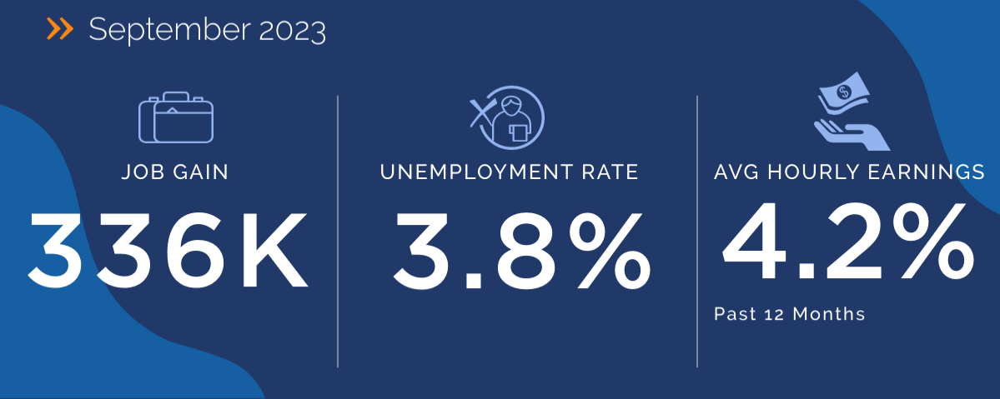 September 2023
JOB GAIN
336K
UNEMPLOYMENT RATE
3.8%
AVG HOURLY EARNINGS
4.2%
Past 12 Months